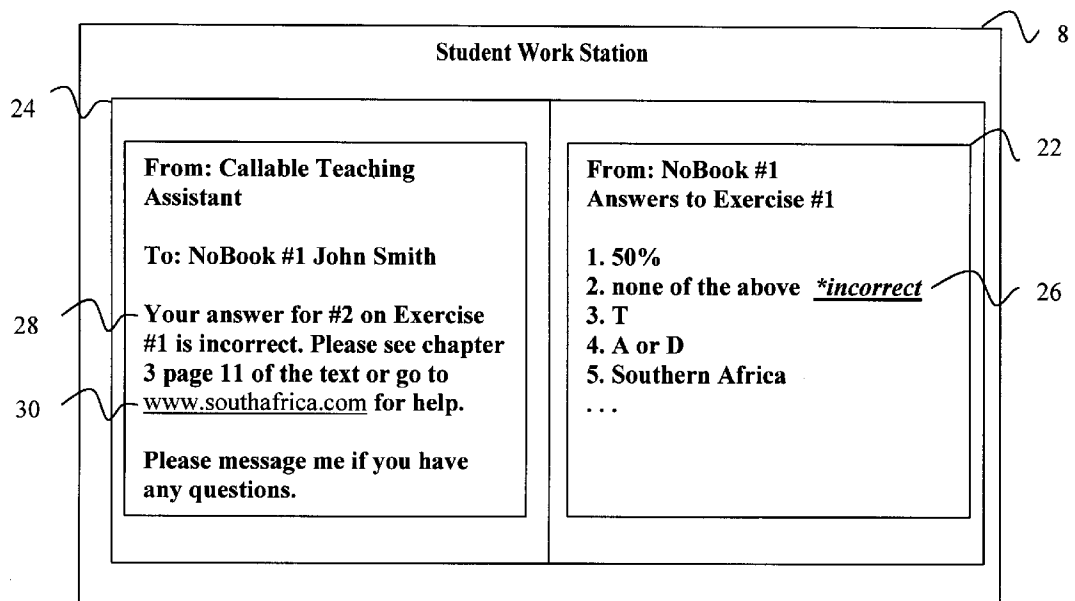 8
Student Work Station
24
From: Callable Teaching
Assistant
To: NoBook #1 John Smith
28
Your answer for #2 on Exercise
#1 is incorrect. Please see chapter
3 page 11 of the text or go to
30
www.southafrica.com for help.
Please message me if you have
any questions.
22
From: NoBook #1
Answers to Exercise #1
1. 50%
2. none of the above *incorrect
26
3. T
4. A or D
5. Southern Africa
. . .